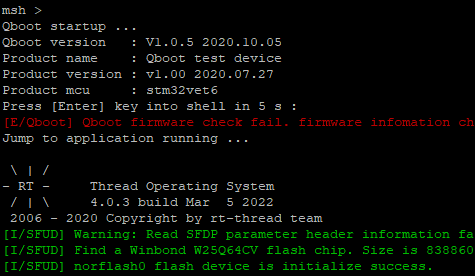 msh >
Qboot startup ...
Qboot version : V1.0.5 2020.10.05
Product name : Qboot test device
Product version : v1.00 2020.07.27
Product mcu : stm32vet6
Press [Enter] key into shell in 5 s :
[E/Qboot] Qboot firmware check fail. firmware infomation ch
Jump to application running ...
\ | /
- RT - Thread Operating System
/ | \ 4.0.3 build Mar 5 2022
2006 - 2020 Copyright by rt-thread team
[I/SFUD] Warning: Read SFDP parameter header information fa
[I/SFUD] Find a Winbond W25Q64CV flash chip. Size is 838860
[I/SFUD] norflash0 flash device is initialize success.